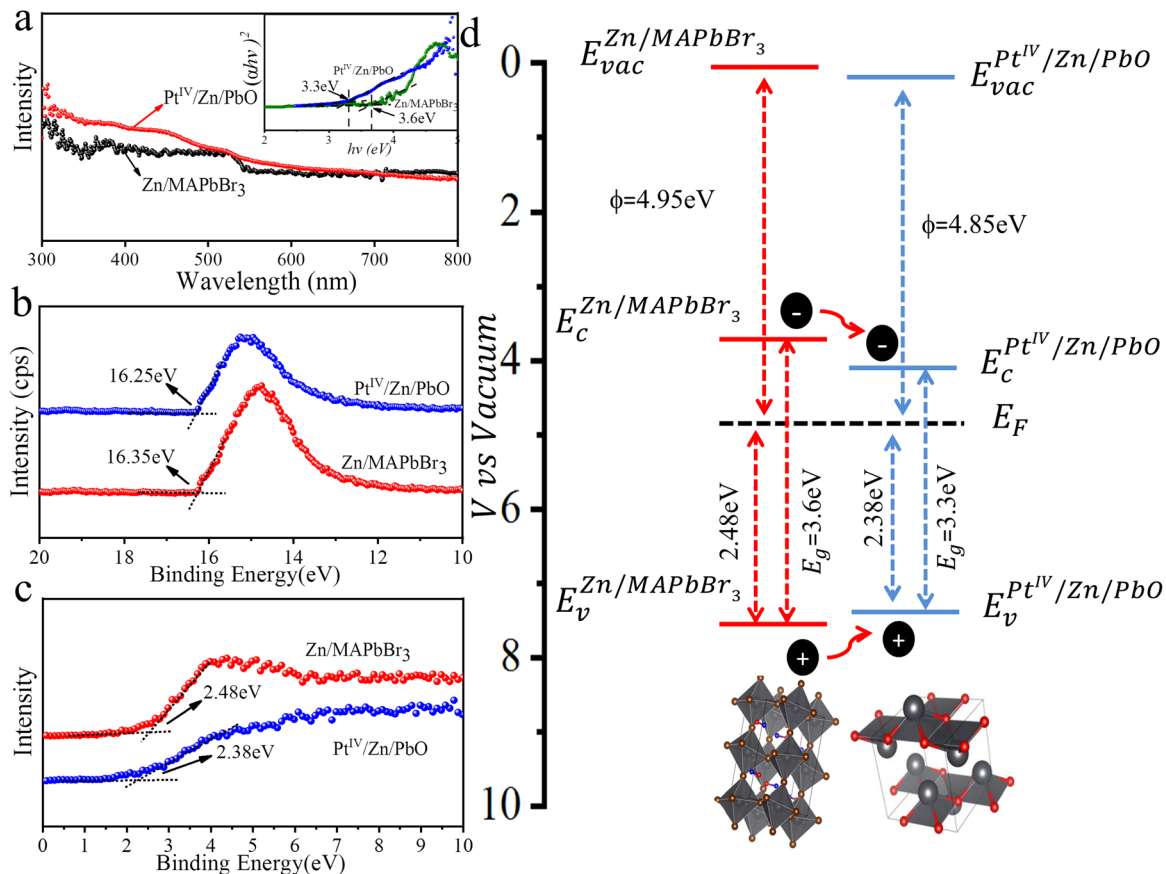 a
Intensity
Pt^IV/Zn/PbO
Zn/MAPbBr₃
300 400 500 600 700 800
Wavelength (nm)
(αhν)²
Pt^IV/Zn/PbO
3.3eV
Zn/MAPbBr₃
3.6eV
2 3 4 5
hν (eV)
b
Intensity (cps)
16.25eV
Pt^IV/Zn/PbO
16.35eV
Zn/MAPbBr₃
20 18 16 14 12 10
Binding Energy(eV)
c
Intensity
Zn/MAPbBr₃
2.48eV
2.38eV
Pt^IV/Zn/PbO
0 1 2 3 4 5 6 7 8 9 10
Binding Energy(eV)
d
V vs Vacuum
0
2
4
6
8
10
E_vac^Zn/MAPbBr₃
E_vac^Pt^IV/Zn/PbO
ϕ=4.95eV
ϕ=4.85eV
E_c^Zn/MAPbBr₃
-
-
E_c^Pt^IV/Zn/PbO
E_F
2.48eV
E_g=3.6eV
2.38eV
E_g=3.3eV
E_v^Zn/MAPbBr₃
E_v^Pt^IV/Zn/PbO
+
+